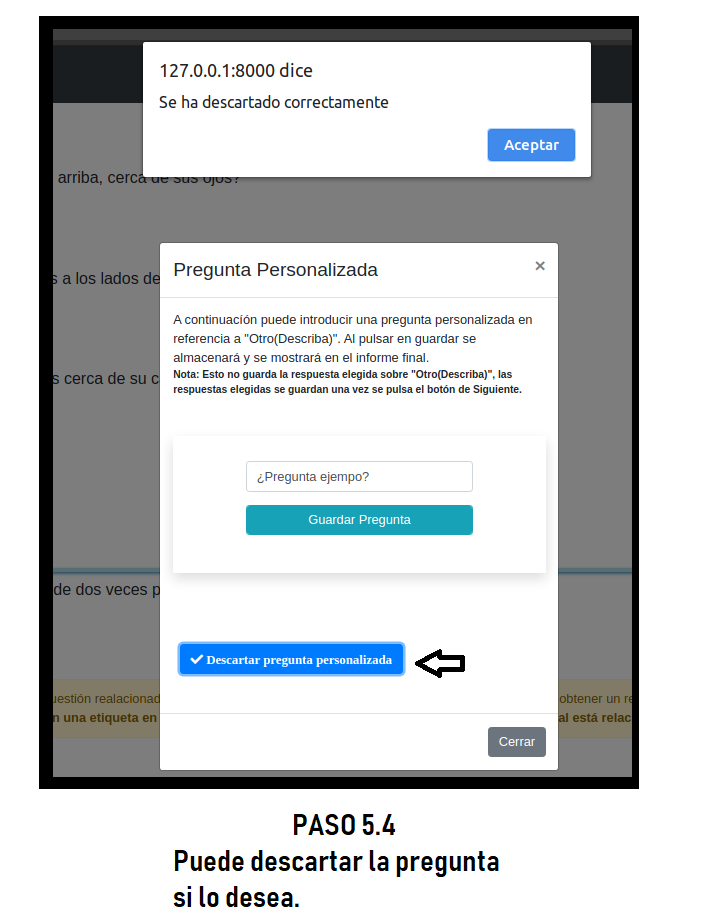 127.0.0.1:8000 dice
Se ha descartado correctamente
Aceptar
arriba, cerca de sus ojos?
s a los lados de
s cerca de su c
Pregunta Personalizada
×
A continuación puede introducir una pregunta personalizada en
referencia a "Otro(Describa)". Al pulsar en guardar se
almacenará y se mostrará en el informe final.
Nota: Esto no guarda la respuesta elegida sobre "Otro(Describa)", las
respuestas elegidas se guardan una vez se pulsa el botón de Siguiente.
¿Pregunta ejempo?
Guardar Pregunta
de dos veces p
Descartar pregunta personalizada
uestión realacionad
obtener un re
n una etiqueta en
al está relac
Cerrar
PASO 5.4
Puede descartar la pregunta
si lo desea.